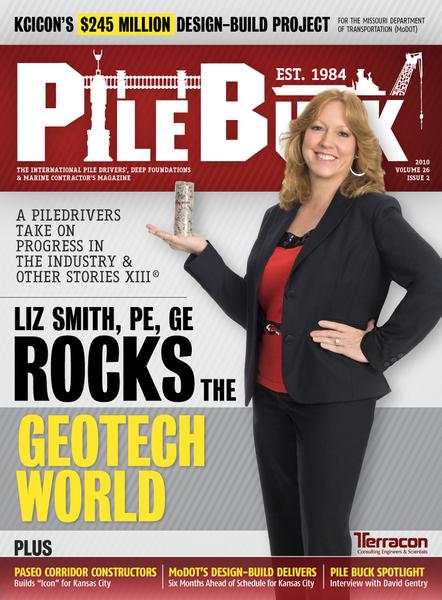 KCICON'S $245 MILLION DESIGN-BUILD PROJECT
FOR THE MISSOURI DEPARTMENT
OF TRANSPORTATION (MoDOT)
EST. 1984
PILEBUCK
THE INTERNATIONAL PILE DRIVERS', DEEP FOUNDATIONS
& MARINE CONTRACTOR'S MAGAZINE
2010
VOLUME 26
ISSUE 2
A PILEDRIVERS
TAKE ON
PROGRESS IN
THE INDUSTRY &
OTHER STORIES XIII©
LIZ SMITH, PE, GE
ROCKS THE
GEOTECH
WORLD
PLUS
Terracon
Consulting Engineers & Scientists
PASEO CORRIDOR CONSTRUCTORS
Builds "Icon" for Kansas City
MoDOT'S DESIGN-BUILD DELIVERS
Six Months Ahead of Schedule for Kansas City
PILE BUCK SPOTLIGHT
Interview with David Gentry